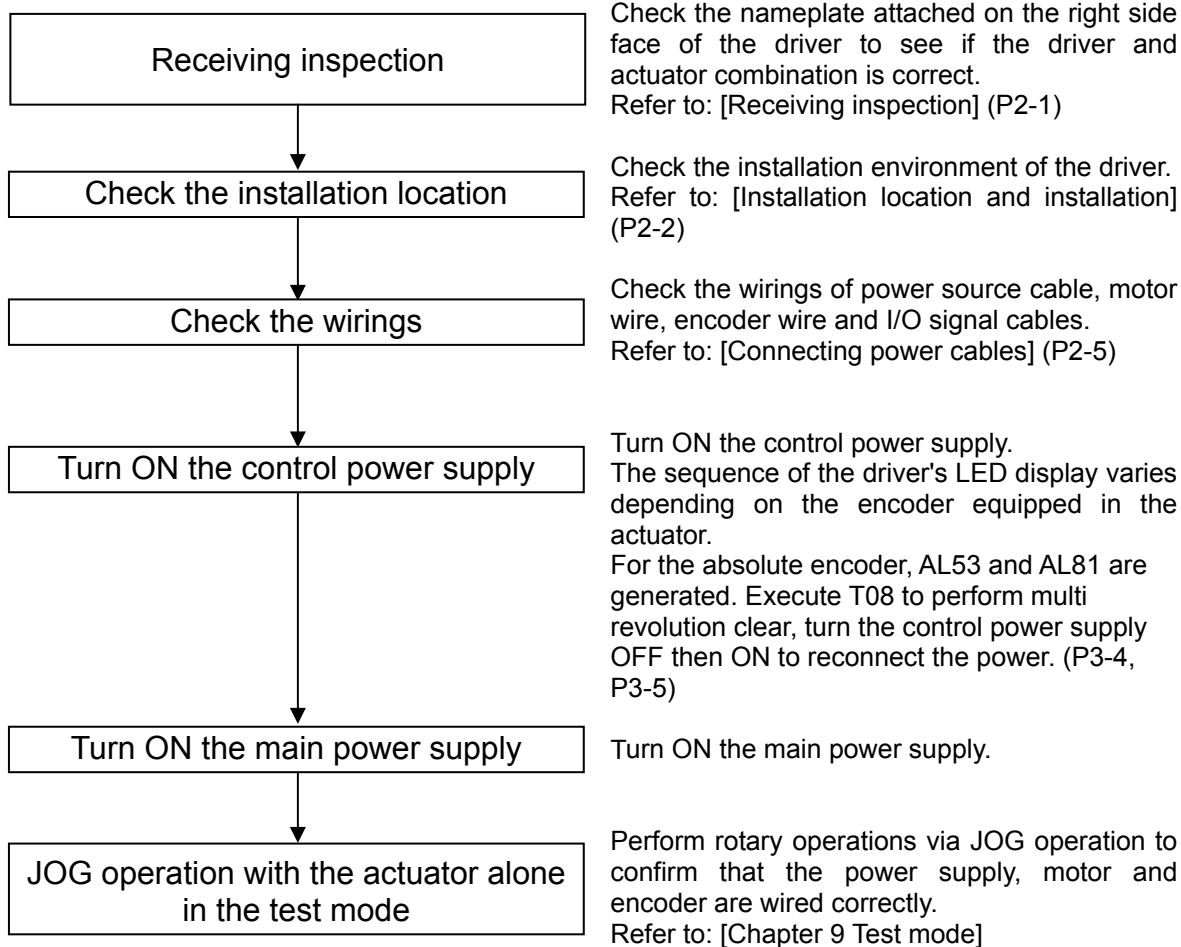 Receiving inspection
Check the nameplate attached on the right side
face of the driver to see if the driver and
actuator combination is correct.
Refer to: [Receiving inspection] (P2-1)
Check the installation location
Check the installation environment of the driver.
Refer to: [Installation location and installation]
(P2-2)
Check the wirings
Check the wirings of power source cable, motor
wire, encoder wire and I/O signal cables.
Refer to: [Connecting power cables] (P2-5)
Turn ON the control power supply
Turn ON the control power supply.
The sequence of the driver's LED display varies
depending on the encoder equipped in the
actuator.
For the absolute encoder, AL53 and AL81 are
generated. Execute T08 to perform multi
revolution clear, turn the control power supply
OFF then ON to reconnect the power. (P3-4,
P3-5)
Turn ON the main power supply
Turn ON the main power supply.
JOG operation with the actuator alone
in the test mode
Perform rotary operations via JOG operation to
confirm that the power supply, motor and
encoder are wired correctly.
Refer to: [Chapter 9 Test mode]